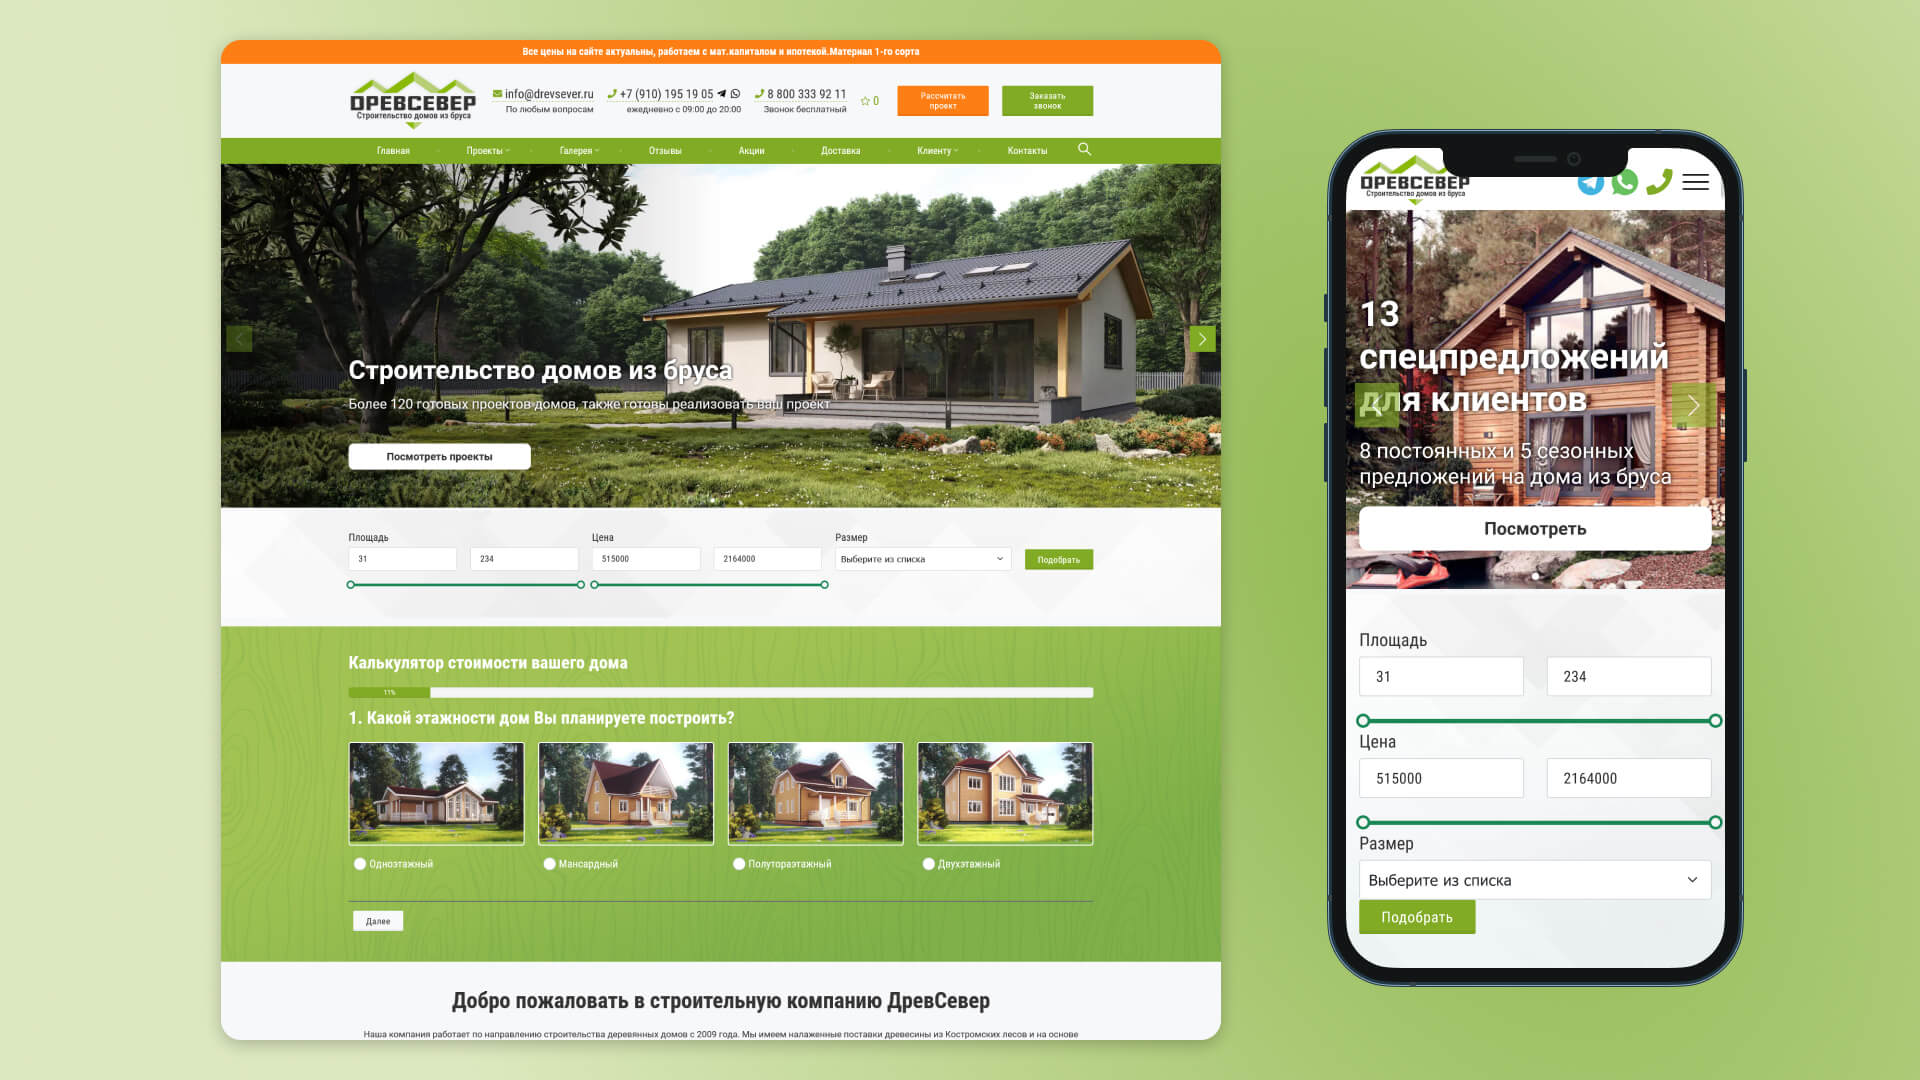 Все цены на сайте актуальны, работаем с мат.капиталом и ипотекой.Материал 1-го сорта
ДРЕВСЕВЕР
Строительство домов из бруса
info@drevsever.ru
По любым вопросам
+7 (910) 195 19 05
ежедневно с 09:00 до 20:00
8 800 333 92 11
Звонок бесплатный
0
Рассчитать
проект
Заказать
звонок
Главная
Проекты
Галерея
Отзывы
Акции
Доставка
Клиенту
Контакты
Строительство домов из бруса
Более 120 готовых проектов домов, также готовы реализовать ваш проект
Посмотреть проекты
Площадь
Цена
Размер
31
234
515000
2164000
Выберите из списка
Подобрать
Калькулятор стоимости вашего дома
11%
1. Какой этажности дом Вы планируете построить?
Одноэтажный
Мансардный
Полутораэтажный
Двухэтажный
Далее
Добро пожаловать в строительную компанию ДревСевер
Наша компания работает по направлению строительства деревянных домов с 2009 года. Мы имеем налаженные поставки древесины из Костромских лесов и на основе
ДРЕВСЕВЕР
Строительство домов из бруса
13
спецпредложений
для клиентов
8 постоянных и 5 сезонных
предложений на дома из бруса
Посмотреть
Площадь
31
234
Цена
515000
2164000
Размер
Выберите из списка
Подобрать